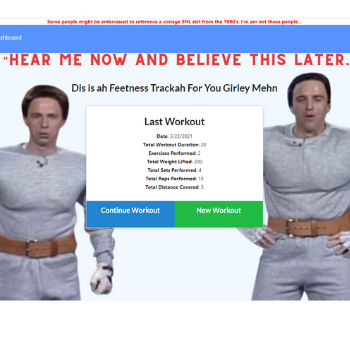 Some people might be embrressed to reference a vintage SNL skit from the 1980's. I'm am not those people...
shboard
"HEAR ME NOW AND BELIEVE THIS LATER.
Dis is ah Feetness Trackah For You Girley Mehn
Last Workout
Date: 3/22/2021
Total Workout Duration: 20
Exercises Performed: 2
Total Weight Lifted: 200
Total Sets Performed: 4
Total Reps Performed: 18
Total Distance Covered: 5
Continue Workout
New Workout